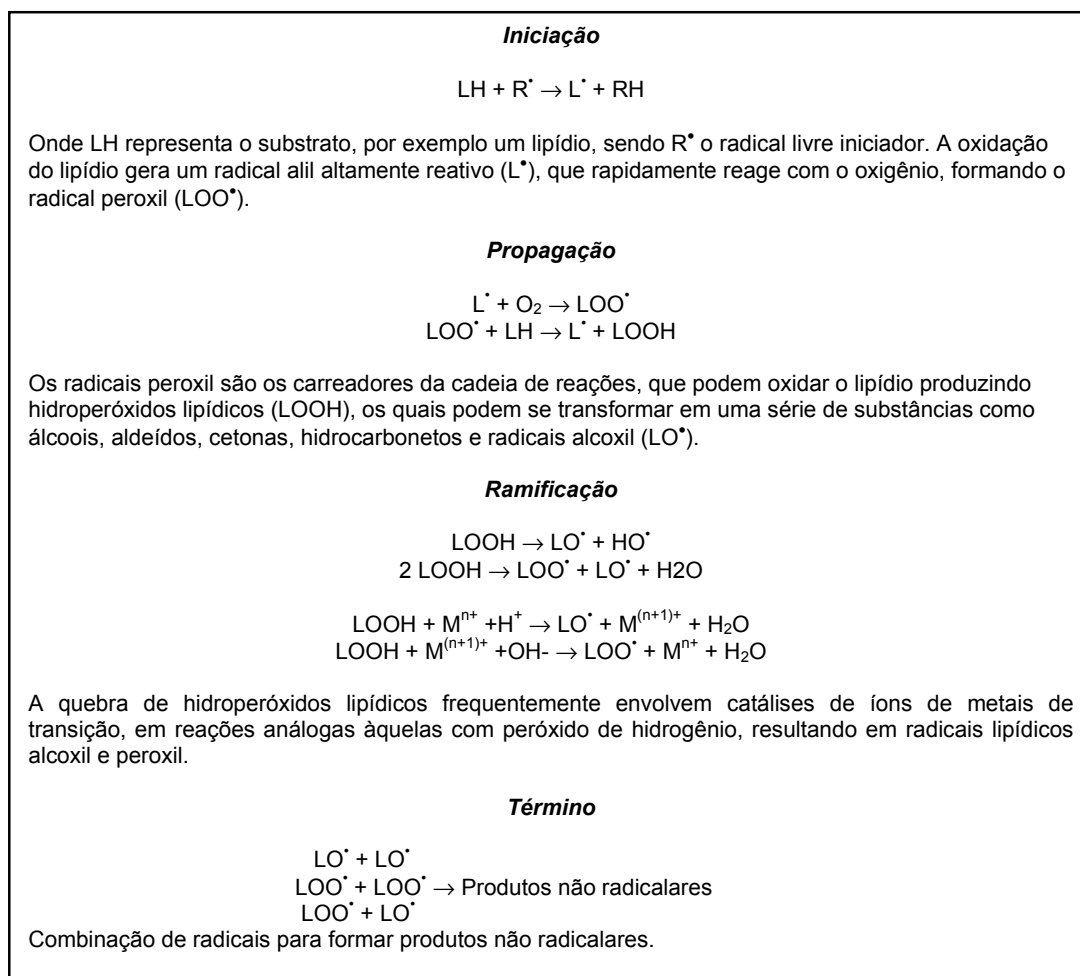 Iniciação
LH + R• → L• + RH
Onde LH representa o substrato, por exemplo um lipídio, sendo R• o radical livre iniciador. A oxidação
do lipídio gera um radical alil altamente reativo (L•), que rapidamente reage com o oxigênio, formando o
radical peroxil (LOO•).
Propagação
L• + O₂ → LOO•
LOO• + LH → L• + LOOH
Os radicais peroxil são os carreadores da cadeia de reações, que podem oxidar o lipídio produzindo
hidroperóxidos lipídicos (LOOH), os quais podem se transformar em uma série de substâncias como
álcoois, aldeídos, cetonas, hidrocarbonetos e radicais alcoxil (LO•).
Ramificação
LOOH → LO• + HO•
2 LOOH → LOO• + LO• + H2O
LOOH + Mⁿ⁺ +H⁺ → LO• + M⁽ⁿ⁺¹⁾⁺ + H₂O
LOOH + M⁽ⁿ⁺¹⁾⁺ +OH- → LOO• + Mⁿ⁺ + H₂O
A quebra de hidroperóxidos lipídicos frequentemente envolvem catálises de íons de metais de
transição, em reações análogas àquelas com peróxido de hidrogênio, resultando em radicais lipídicos
alcoxil e peroxil.
Término
LO• + LO•
LOO• + LOO• → Produtos não radicalares
LOO• + LO•
Combinação de radicais para formar produtos não radicalares.